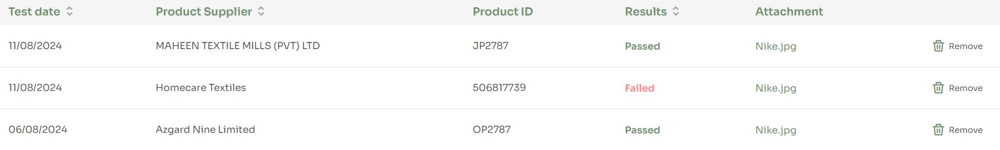 Test date Product Supplier Product ID Results Attachment
11/08/2024 MAHEEN TEXTILE MILLS (PVT) LTD JP2787 Passed Nike.jpg Remove
11/08/2024 Homecare Textiles 506817739 Failed Nike.jpg Remove
06/08/2024 Azgard Nine Limited OP2787 Passed Nike.jpg Remove